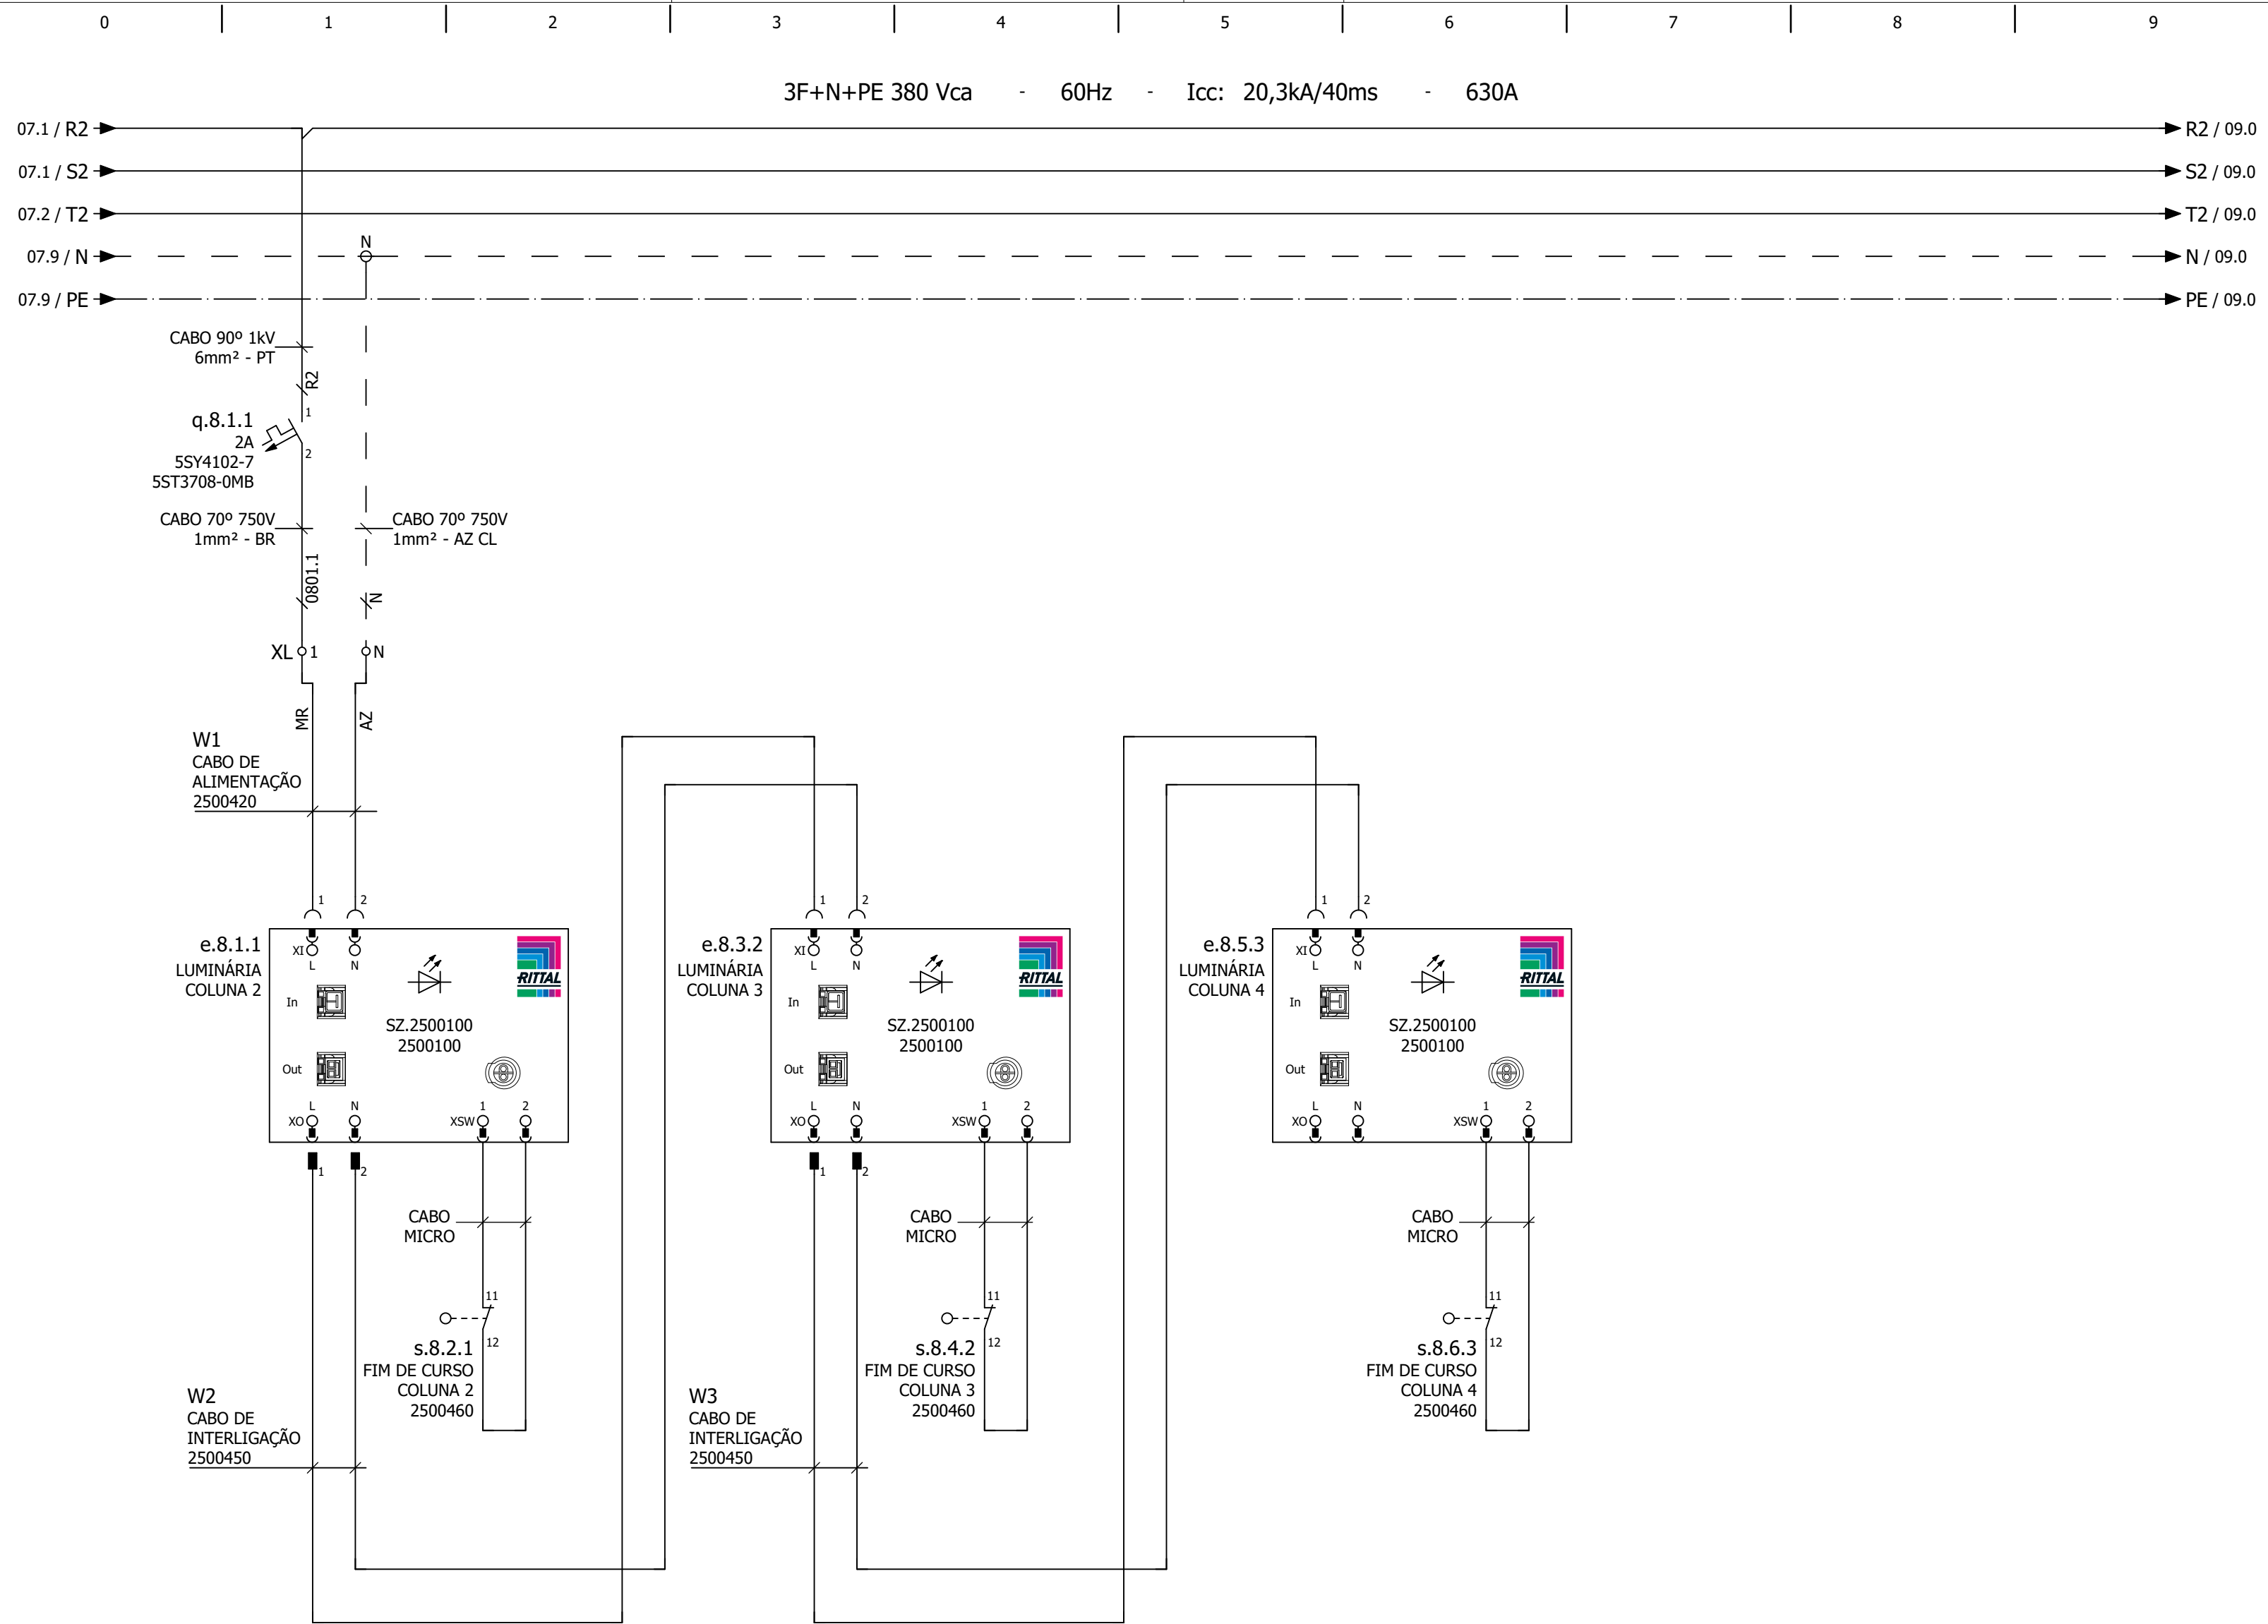 0 1 2 3 4 5 6 7 8 9
3F+N+PE 380 Vca - 60Hz - Icc: 20,3kA/40ms - 630A
07.1 / R2 R2 / 09.0
07.1 / S2 S2 / 09.0
07.2 / T2 T2 / 09.0
N
07.9 / N N / 09.0
07.9 / PE PE / 09.0
CABO 90º 1kV
6mm² - PT
R2
q.8.1.1
2A
5SY4102-7
5ST3708-0MB
1
2
CABO 70º 750V
1mm² - BR
CABO 70º 750V
1mm² - AZ CL
0801.1
N
XL 1 N
MR AZ
W1
CABO DE
ALIMENTAÇÃO
2500420
1 2
e.8.1.1
LUMINÁRIA
COLUNA 2
XI
L N
RITTAL
In
SZ.2500100
2500100
Out
L N 1 2
XO XSW
1 2
CABO
MICRO
11
12
s.8.2.1
FIM DE CURSO
COLUNA 2
2500460
W2
CABO DE
INTERLIGAÇÃO
2500450
1 2
e.8.3.2
LUMINÁRIA
COLUNA 3
XI
L N
RITTAL
In
SZ.2500100
2500100
Out
L N 1 2
XO XSW
1 2
CABO
MICRO
11
12
s.8.4.2
FIM DE CURSO
COLUNA 3
2500460
W3
CABO DE
INTERLIGAÇÃO
2500450
1 2
e.8.5.3
LUMINÁRIA
COLUNA 4
XI
L N
RITTAL
In
SZ.2500100
2500100
Out
L N 1 2
XO XSW
CABO
MICRO
11
12
s.8.6.3
FIM DE CURSO
COLUNA 4
2500460